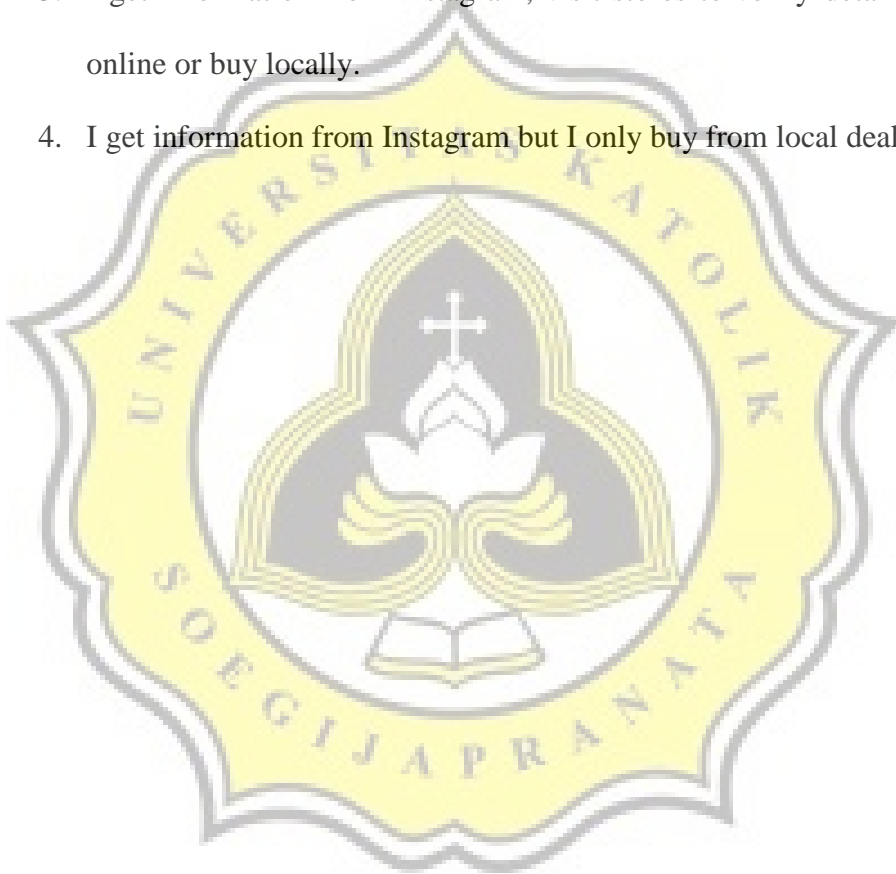 online or buy locally.
4. I get information from Instagram but I only buy from local deal
UNIVERSITAS KATOLIK
SOEGIJAPRANATA